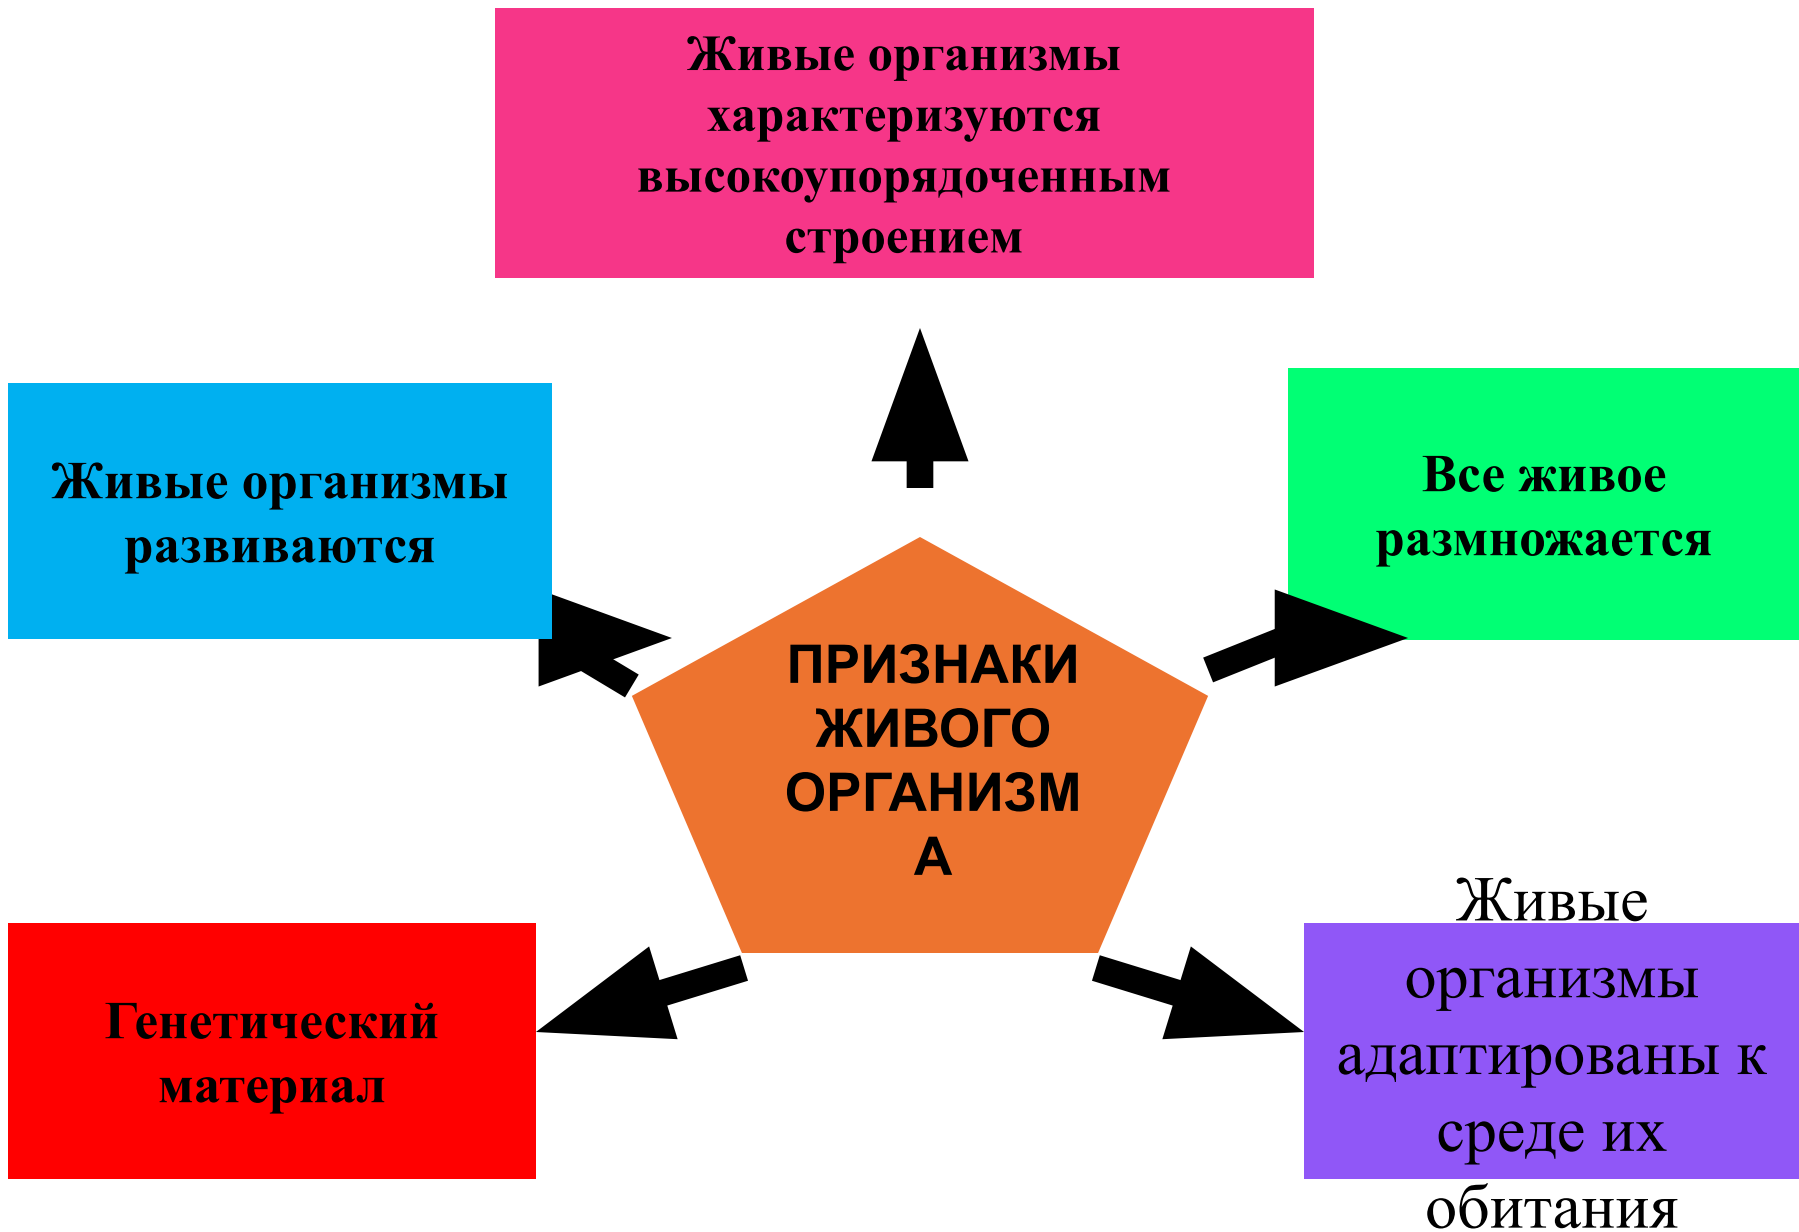 Живые организмы
характеризуются
высокоупорядоченным
строением
Живые организмы
развиваются
Все живое
размножается
ПРИЗНАКИ
ЖИВОГО
ОРГАНИЗМ
А
Генетический
материал
Живые
организмы
адаптированы к
среде их
обитания